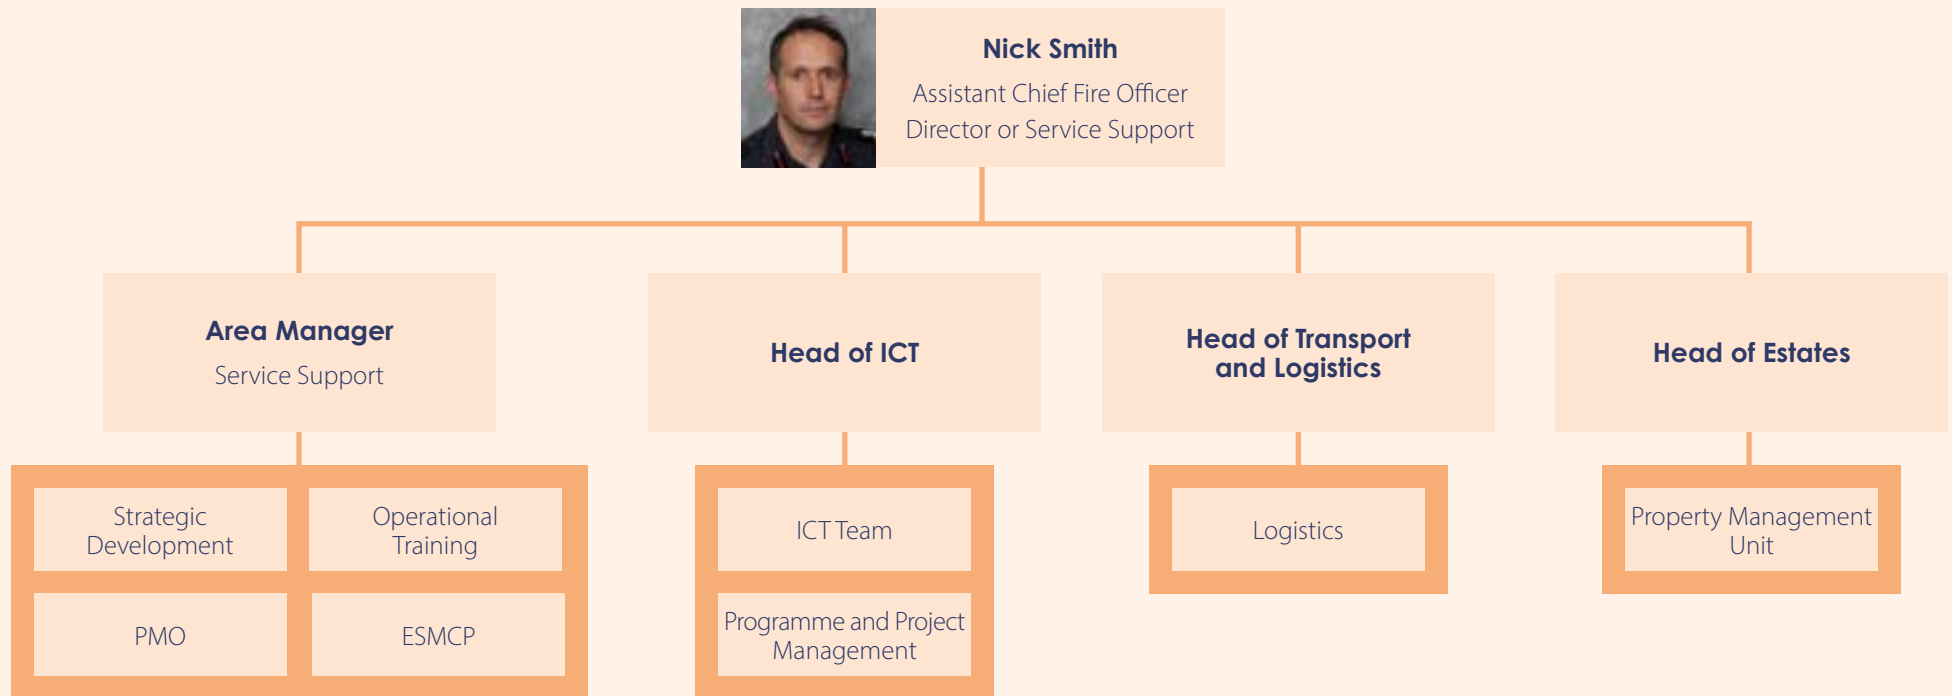 Nick Smith
Assistant Chief Fire Officer
Director or Service Support
Area Manager
Service Support
Head of ICT
Head of Transport
and Logistics
Head of Estates
Strategic
Development
Operational
Training
PMO
ESMCP
ICT Team
Programme and Project
Management
Logistics
Property Management
Unit